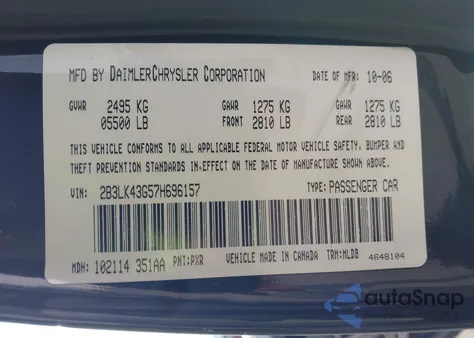 MFD BY DAIMLERCHRYSLER CORPORATION DATE OF MFR: 10-06
GVWR 2495 KG GAWR 1275 KG GAWR 1275 KG
05500 LB FRONT 2810 LB REAR 2810 LB
THIS VEHICLE CONFORMS TO ALL APPLICABLE FEDERAL MOTOR VEHICLE SAFETY, BUMPER AND
THEFT PREVENTION STANDARDS IN EFFECT ON THE DATE OF MANUFACTURE SHOWN ABOVE.
VIN: 2B3LK43G57H696157 TYPE: PASSENGER CAR
MDH: 102114 351AA PNT: PXR VEHICLE MADE IN CANADA TRM: MLDB 4648104
autoSnap